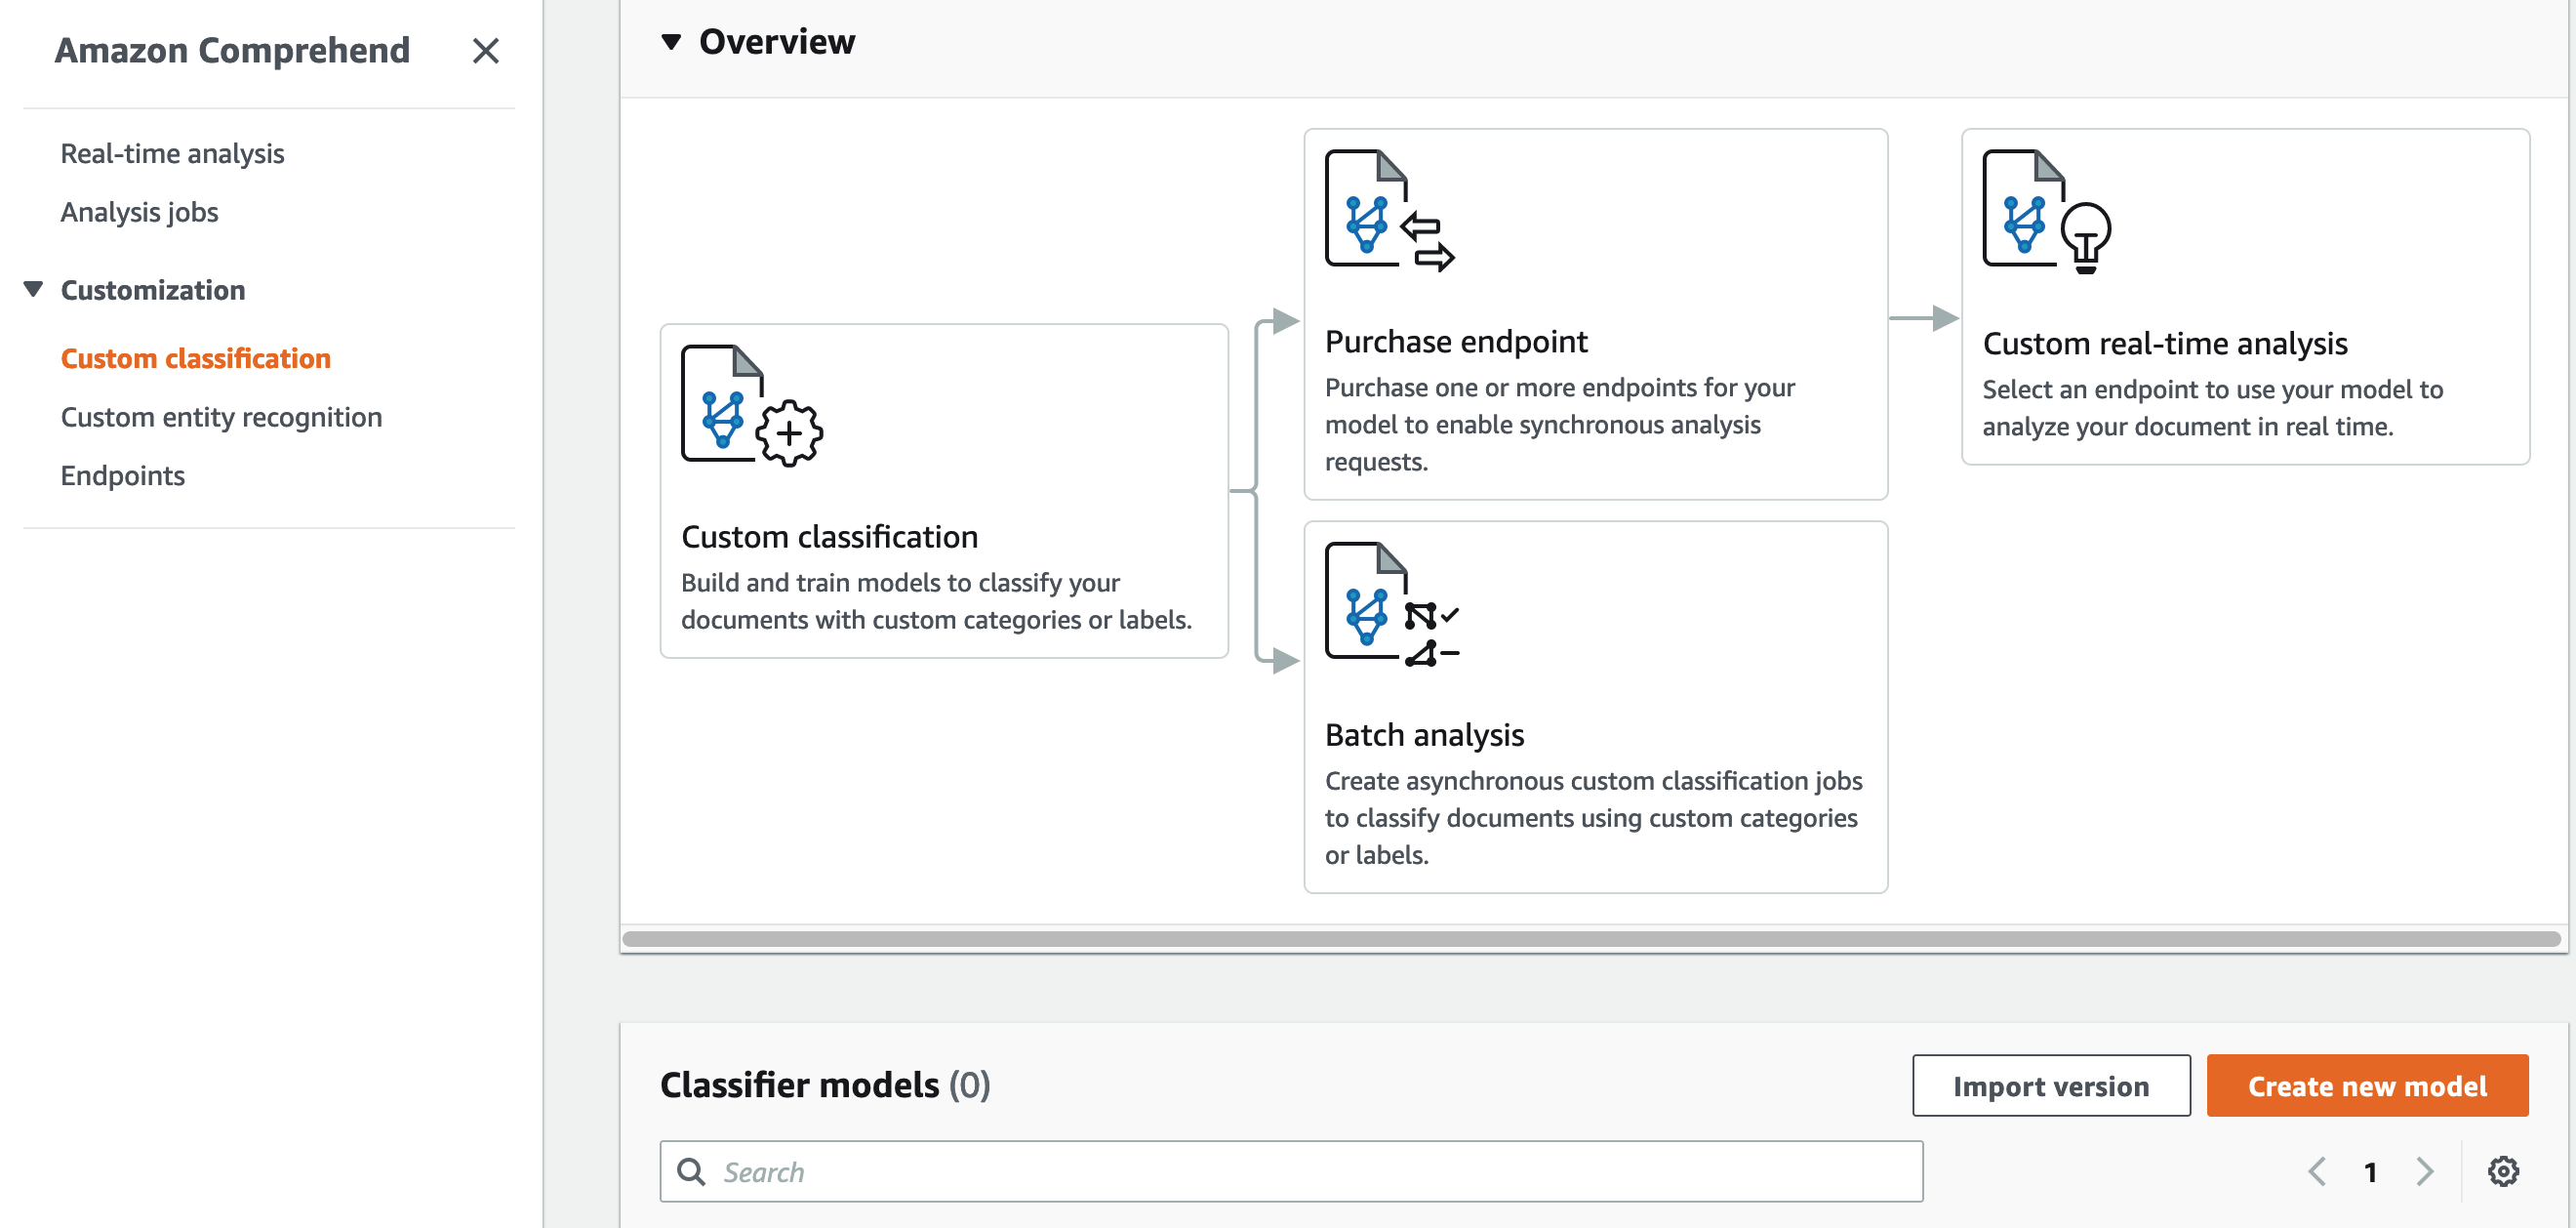 Amazon Comprehend
Real-time analysis
Analysis jobs
Customization
Custom classification
Custom entity recognition
Endpoints
Overview
Custom classification
Build and train models to classify your
documents with custom categories or labels.
Purchase endpoint
Purchase one or more endpoints for your
model to enable synchronous analysis
requests.
Custom real-time analysis
Select an endpoint to use your model to
analyze your document in real time.
Batch analysis
Create asynchronous custom classification jobs
to classify documents using custom categories
or labels.
Classifier models (0)
Import version
Create new model
Search
1